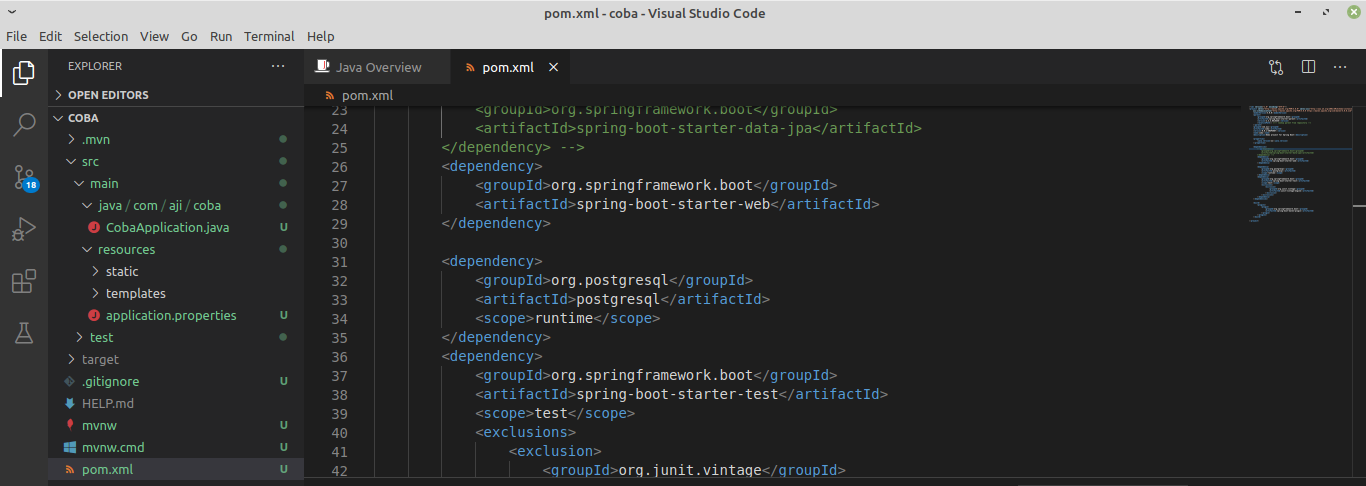 pom.xml - coba - Visual Studio Code
File Edit Selection View Go Run Terminal Help
EXPLORER
OPEN EDITORS
COBA
.mvn
src
main
java / com / aji / coba
CobaApplication.java U
resources
static
templates
application.properties U
test
target
.gitignore U
HELP.md
mvnw U
mvnw.cmd U
pom.xml U
18
Java Overview pom.xml
pom.xml
23 <groupId>org.springframework.boot</groupId>
24 <artifactId>spring-boot-starter-data-jpa</artifactId>
25 </dependency> -->
26 <dependency>
27 <groupId>org.springframework.boot</groupId>
28 <artifactId>spring-boot-starter-web</artifactId>
29 </dependency>
30
31 <dependency>
32 <groupId>org.postgresql</groupId>
33 <artifactId>postgresql</artifactId>
34 <scope>runtime</scope>
35 </dependency>
36 <dependency>
37 <groupId>org.springframework.boot</groupId>
38 <artifactId>spring-boot-starter-test</artifactId>
39 <scope>test</scope>
40 <exclusions>
41 <exclusion>
42 <groupId>org.junit.vintage</groupId>